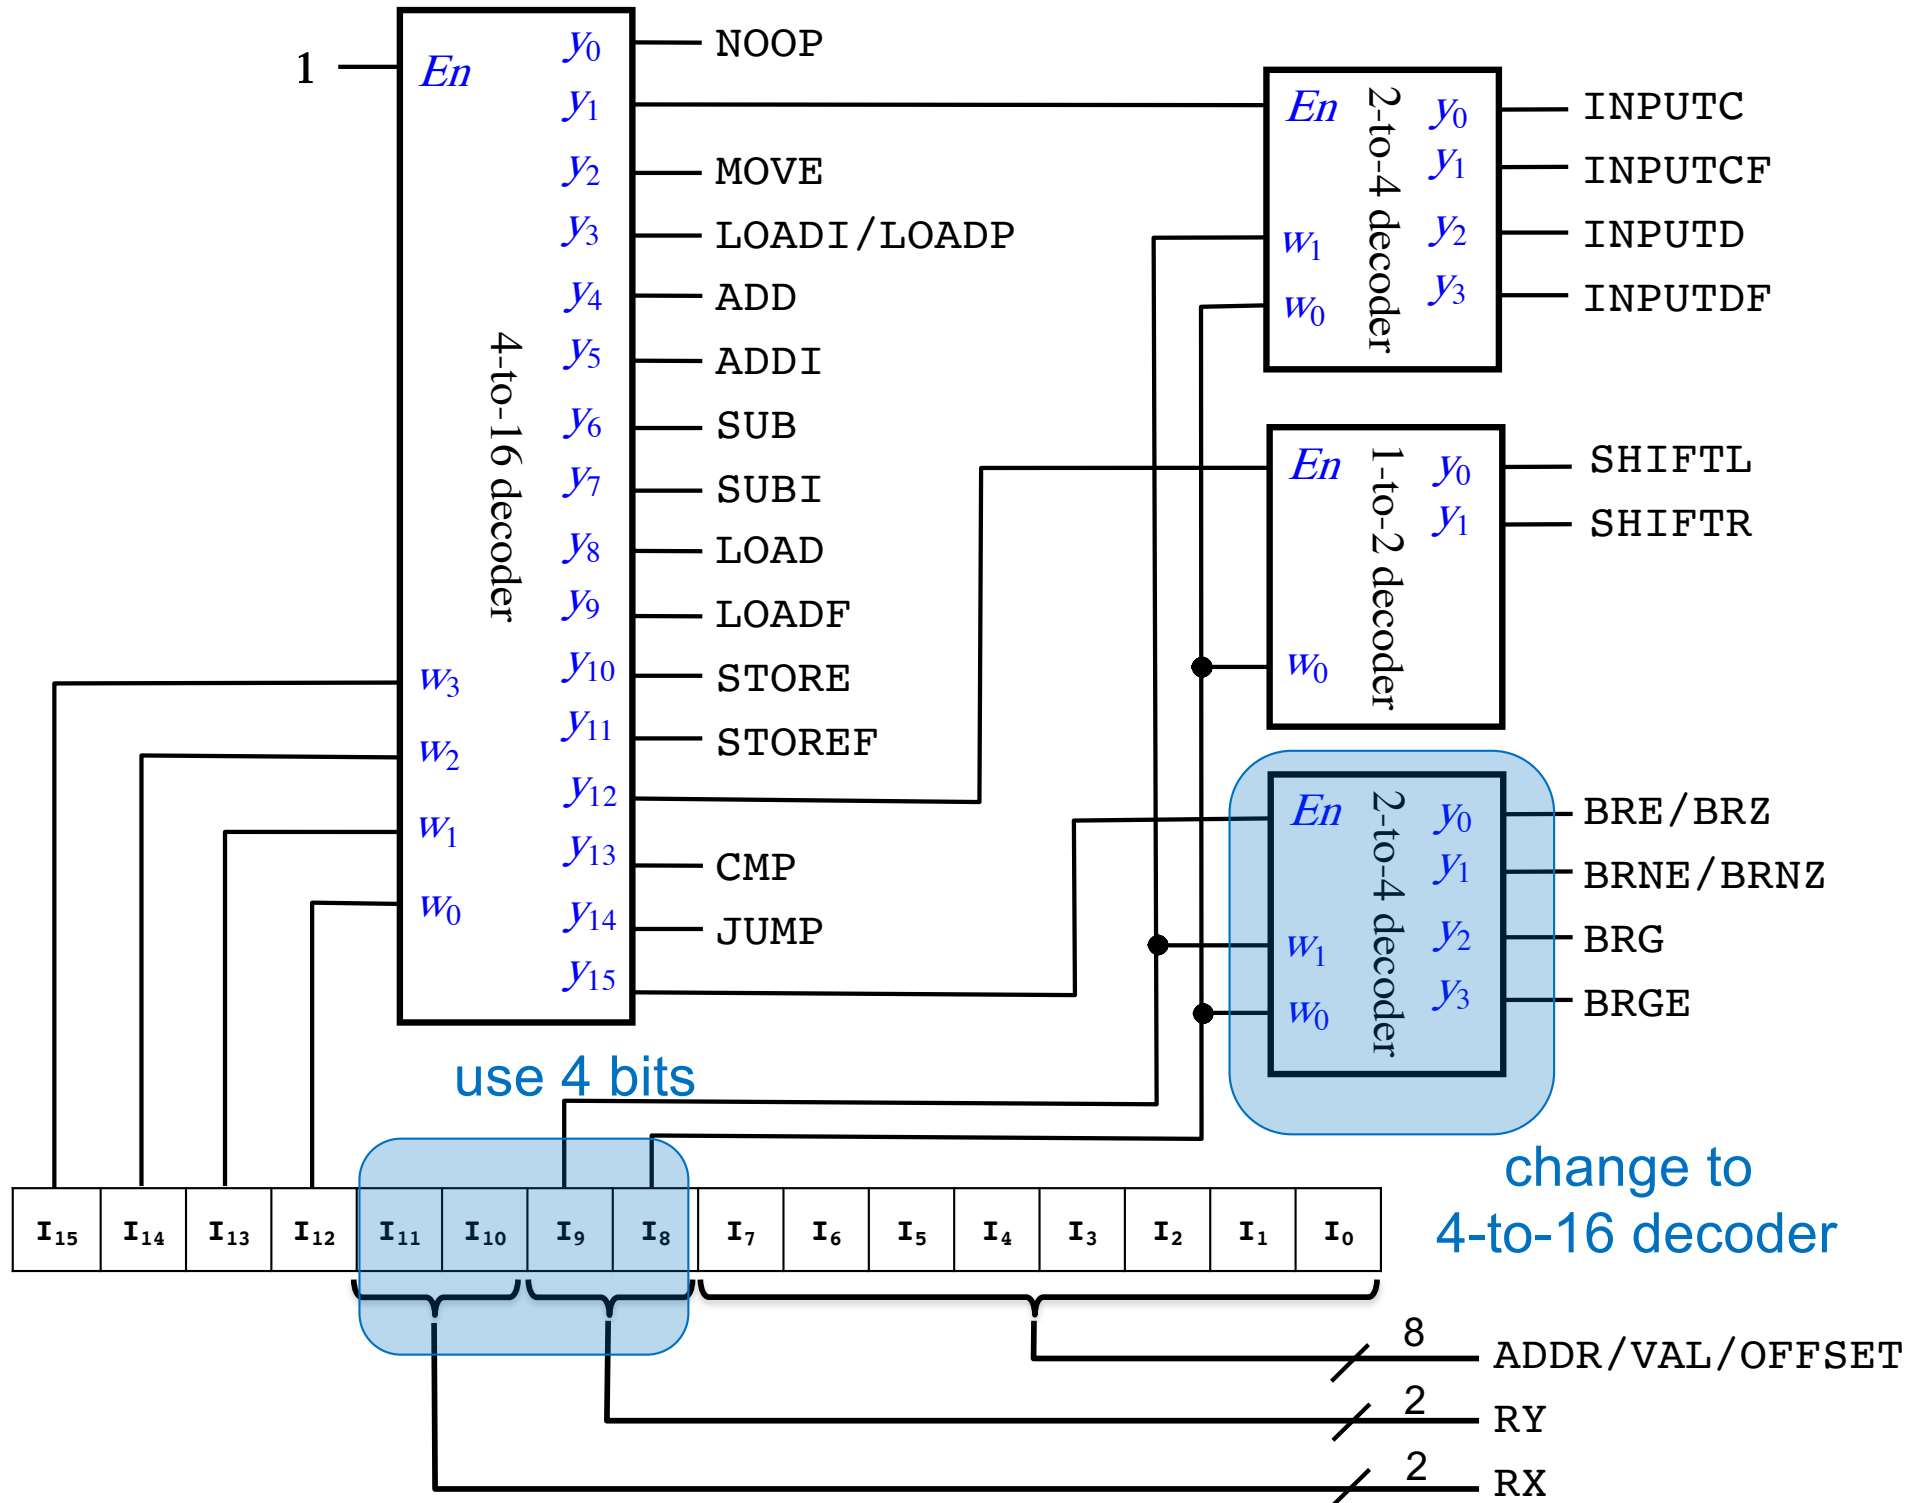 1
En
4-to-16 decoder
w3
w2
w1
w0
y0 NOOP
y1
y2 MOVE
y3 LOADI/LOADP
y4 ADD
y5 ADDI
y6 SUB
y7 SUBI
y8 LOAD
y9 LOADF
y10 STORE
y11 STOREF
y12
y13 CMP
y14 JUMP
y15
En
2-to-4 decoder
w1
w0
y0 INPUTC
y1 INPUTCF
y2 INPUTD
y3 INPUTDF
En
1-to-2 decoder
w0
y0 SHIFTL
y1 SHIFTR
En
2-to-4 decoder
w1
w0
y0 BRE/BRZ
y1 BRNE/BRNZ
y2 BRG
y3 BRGE
use 4 bits
change to
4-to-16 decoder
I15 I14 I13 I12 I11 I10 I9 I8 I7 I6 I5 I4 I3 I2 I1 I0
8 ADDR/VAL/OFFSET
2 RY
2 RX